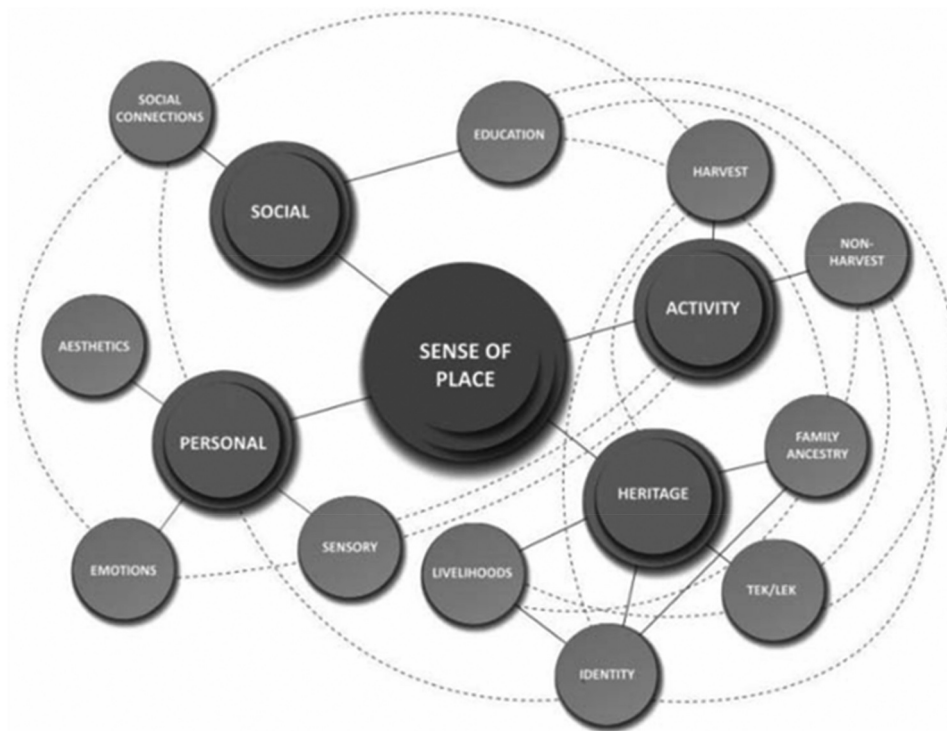 SOCIAL
CONNECTIONS
EDUCATION
HARVEST
SOCIAL
NON-
HARVEST
ACTIVITY
AESTHETICS
SENSE OF
PLACE
PERSONAL
FAMILY
ANCESTRY
HERITAGE
EMOTIONS
SENSORY
LIVELIHOODS
TEK/LEK
IDENTITY